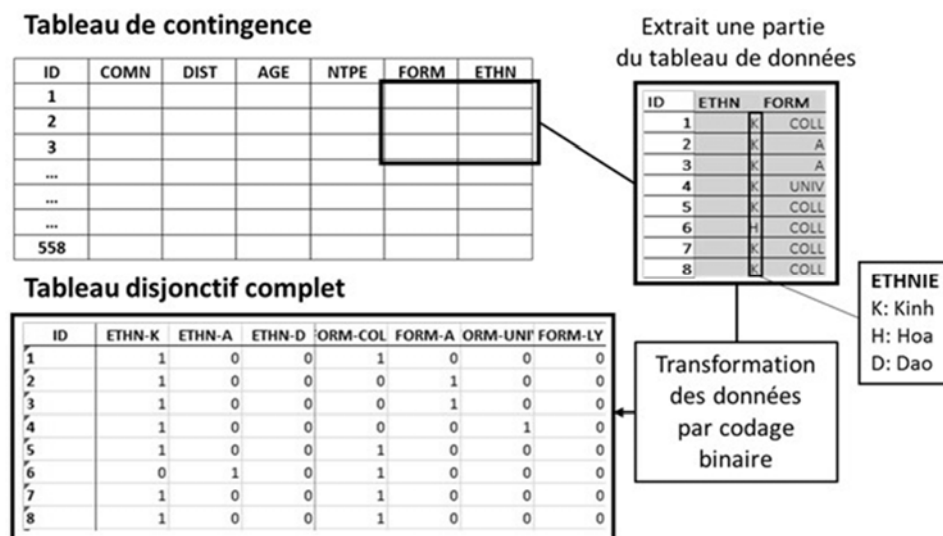 Tableau de contingence
ID COMN DIST AGE NTPE FORM ETHN
1
2
3
...
...
...
558
Extrait une partie
du tableau de données
ID ETHN FORM
1 K COLL
2 K A
3 K A
4 K UNIV
5 K COLL
6 H COLL
7 K COLL
8 K COLL
ETHNIE
K: Kinh
H: Hoa
D: Dao
Transformation
des données
par codage
binaire
Tableau disjonctif complet
ID ETHN-K ETHN-A ETHN-D ORM-COL FORM-A ORM-UNI FORM-LY
1 1 0 0 1 0 0 0
2 1 0 0 0 1 0 0
3 1 0 0 0 1 0 0
4 1 0 0 0 0 1 0
5 1 0 0 1 0 0 0
6 0 1 0 1 0 0 0
7 1 0 0 1 0 0 0
8 1 0 0 1 0 0 0